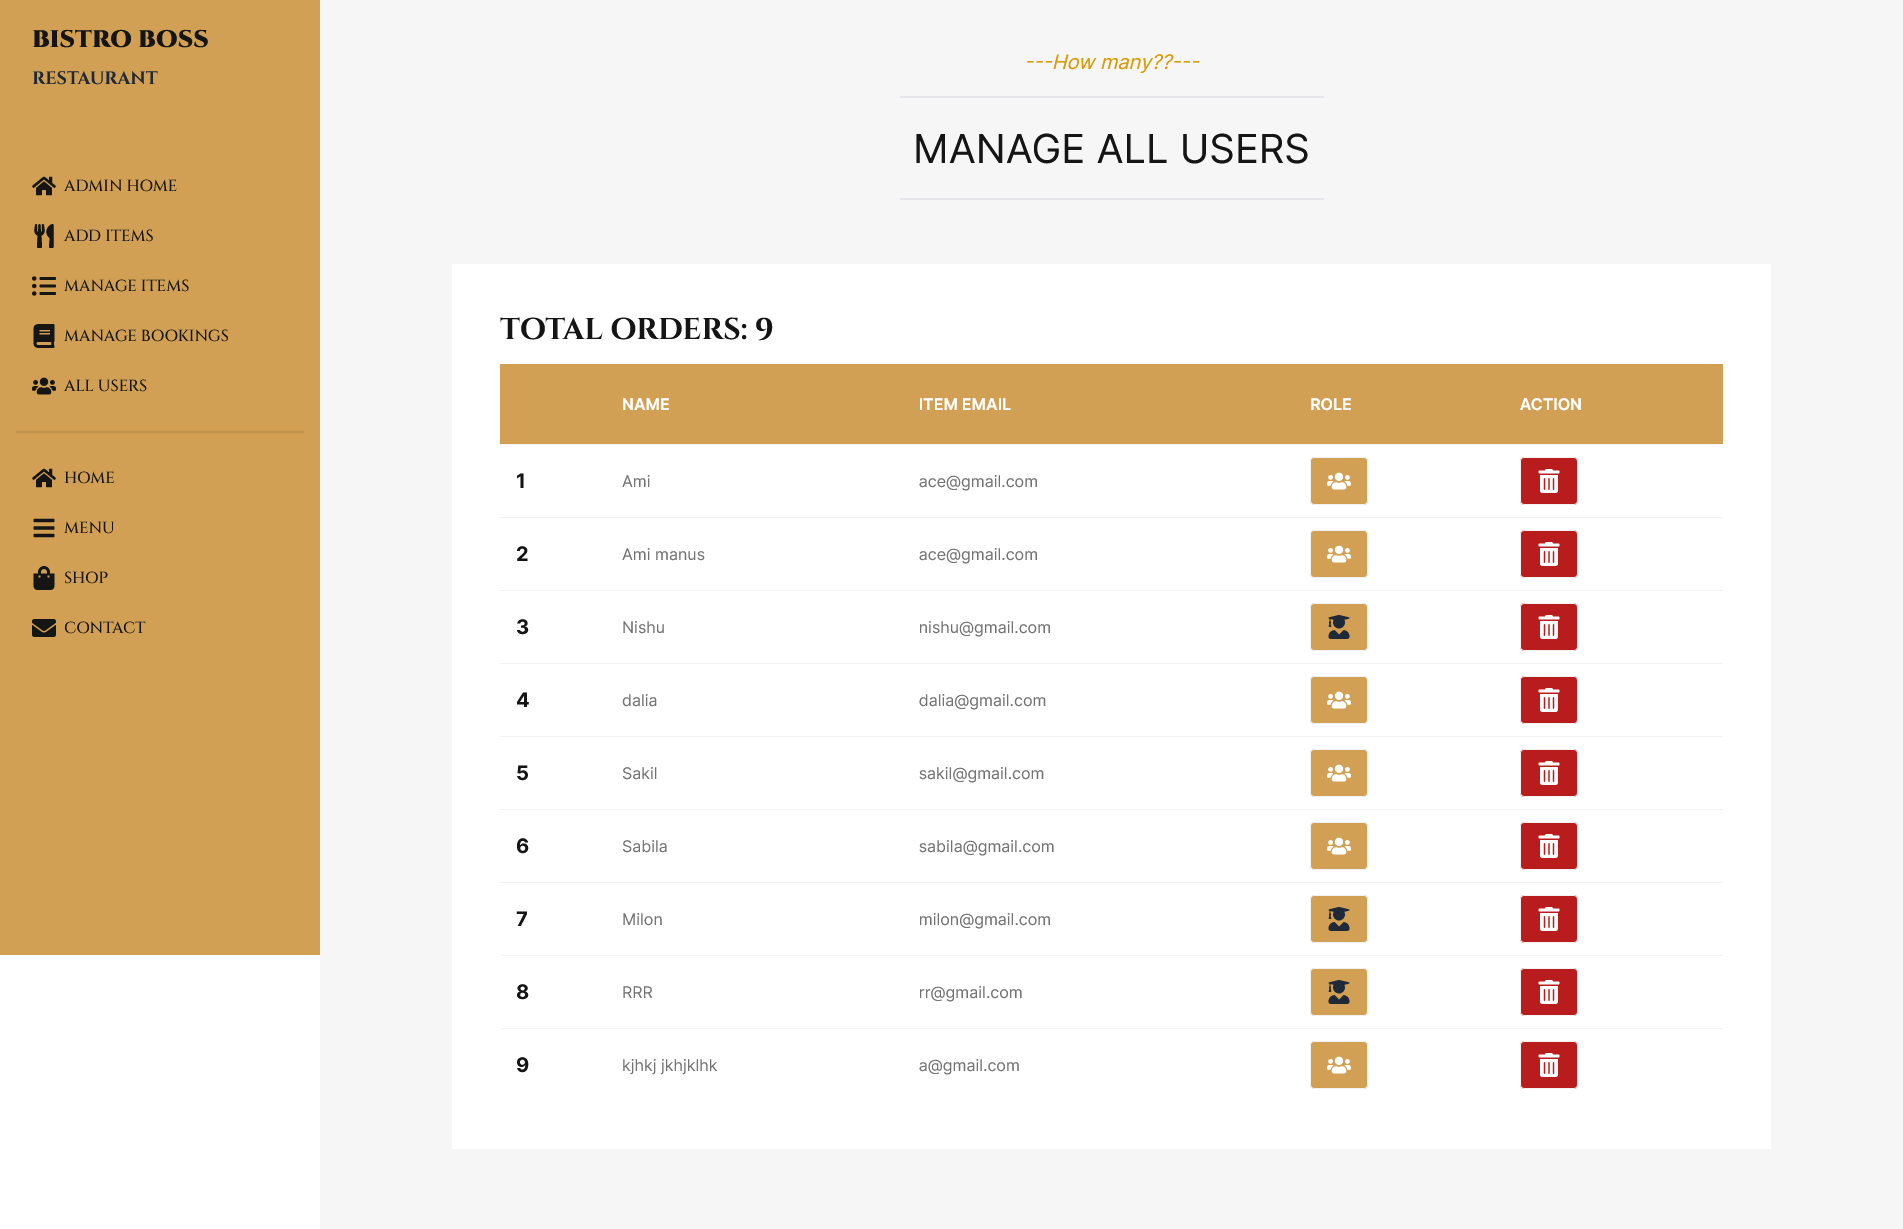 BISTRO BOSS
RESTAURANT
ADMIN HOME
ADD ITEMS
MANAGE ITEMS
MANAGE BOOKINGS
ALL USERS
HOME
MENU
SHOP
CONTACT
---How many??---
MANAGE ALL USERS
TOTAL ORDERS: 9
NAME ITEM EMAIL ROLE ACTION
1 Ami ace@gmail.com
2 Ami manus ace@gmail.com
3 Nishu nishu@gmail.com
4 dalia dalia@gmail.com
5 Sakil sakil@gmail.com
6 Sabila sabila@gmail.com
7 Milon milon@gmail.com
8 RRR rr@gmail.com
9 kjhkj jkhjklhk a@gmail.com